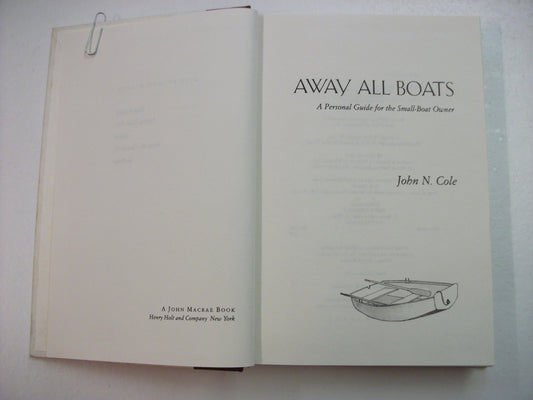 A JOHN MACRAE BOOK
Henry Holt and Company New York
AWAY ALL BOATS
A Personal Guide for the Small-Boat Owner
John N. Cole